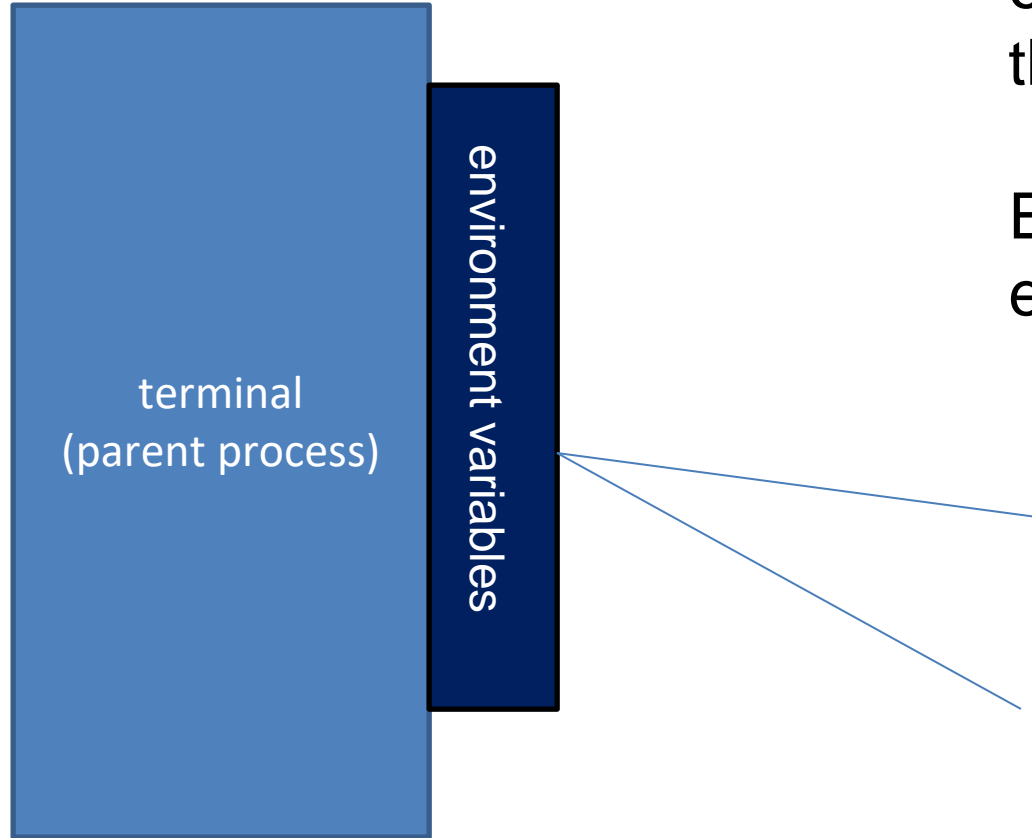 terminal
(parent process)
environment variables